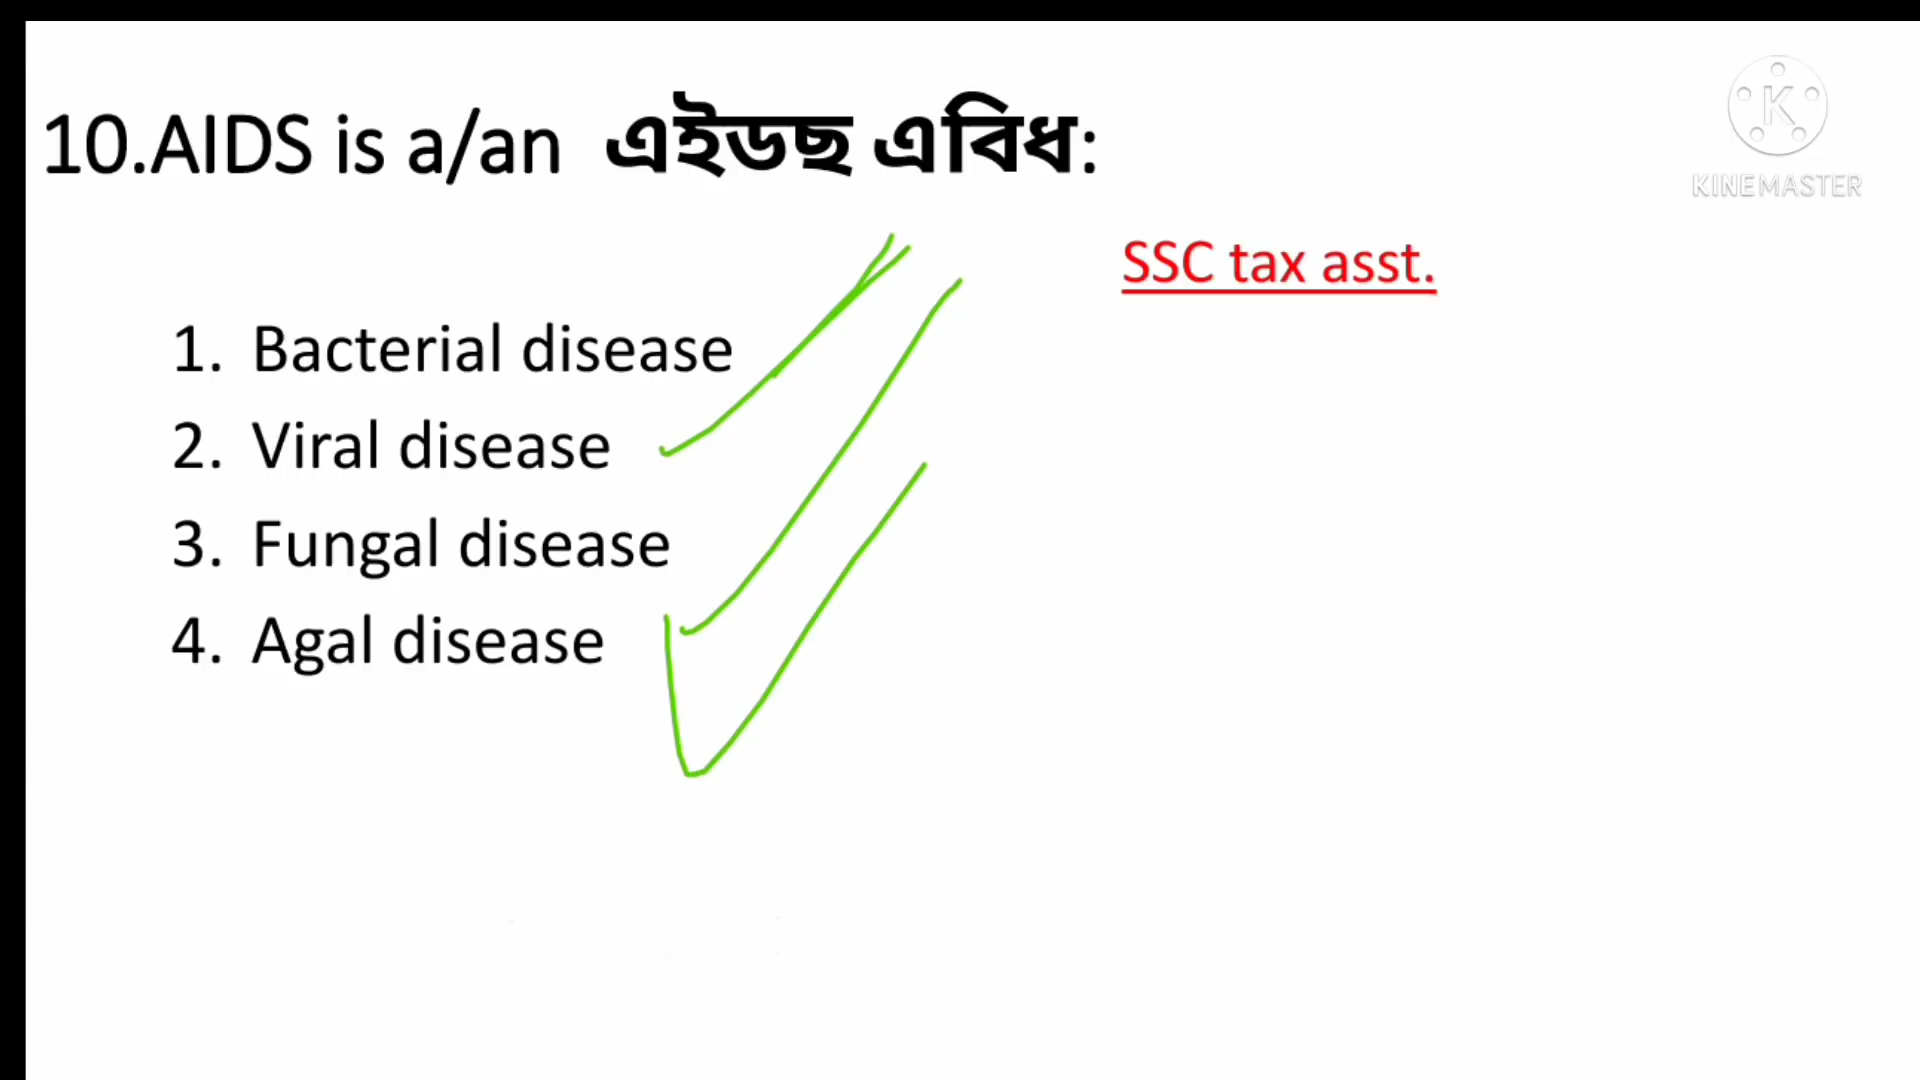 10.AIDS is a/an এইডছ এবিধ:
K
KINEMASTER
SSC tax asst.
1. Bacterial disease
2. Viral disease
3. Fungal disease
4. Agal disease